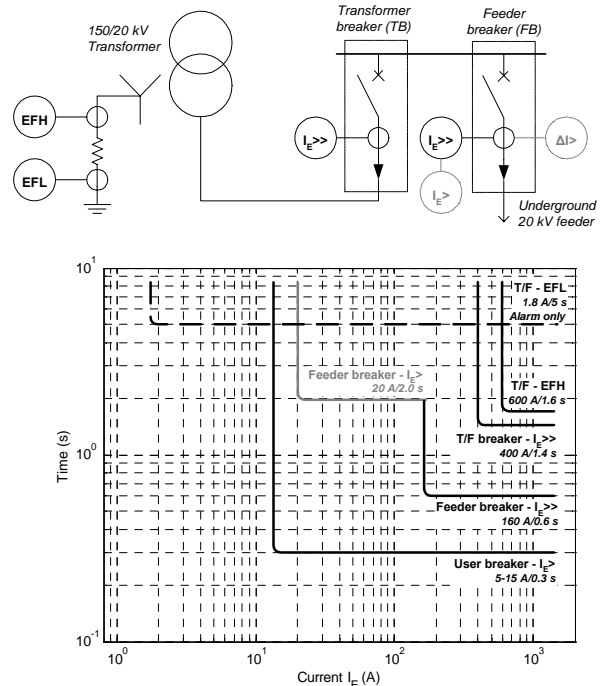 150/20 kV
Transformer
Transformer
breaker (TB)
Feeder
breaker (FB)
EFH
EFL
I_E>>
I_E>>
ΔI>
I_E>
Underground
20 kV feeder
10^1
10^0
10^-1
Time (s)
T/F - EFL
1.8 A/5 s
Alarm only
Feeder breaker - I_E>
20 A/2.0 s
T/F - EFH
600 A/1.6 s
T/F breaker - I_E>>
400 A/1.4 s
Feeder breaker - I_E>>
160 A/0.6 s
User breaker - I_E>
5-15 A/0.3 s
10^0
10^1
10^2
10^3
Current I_E (A)